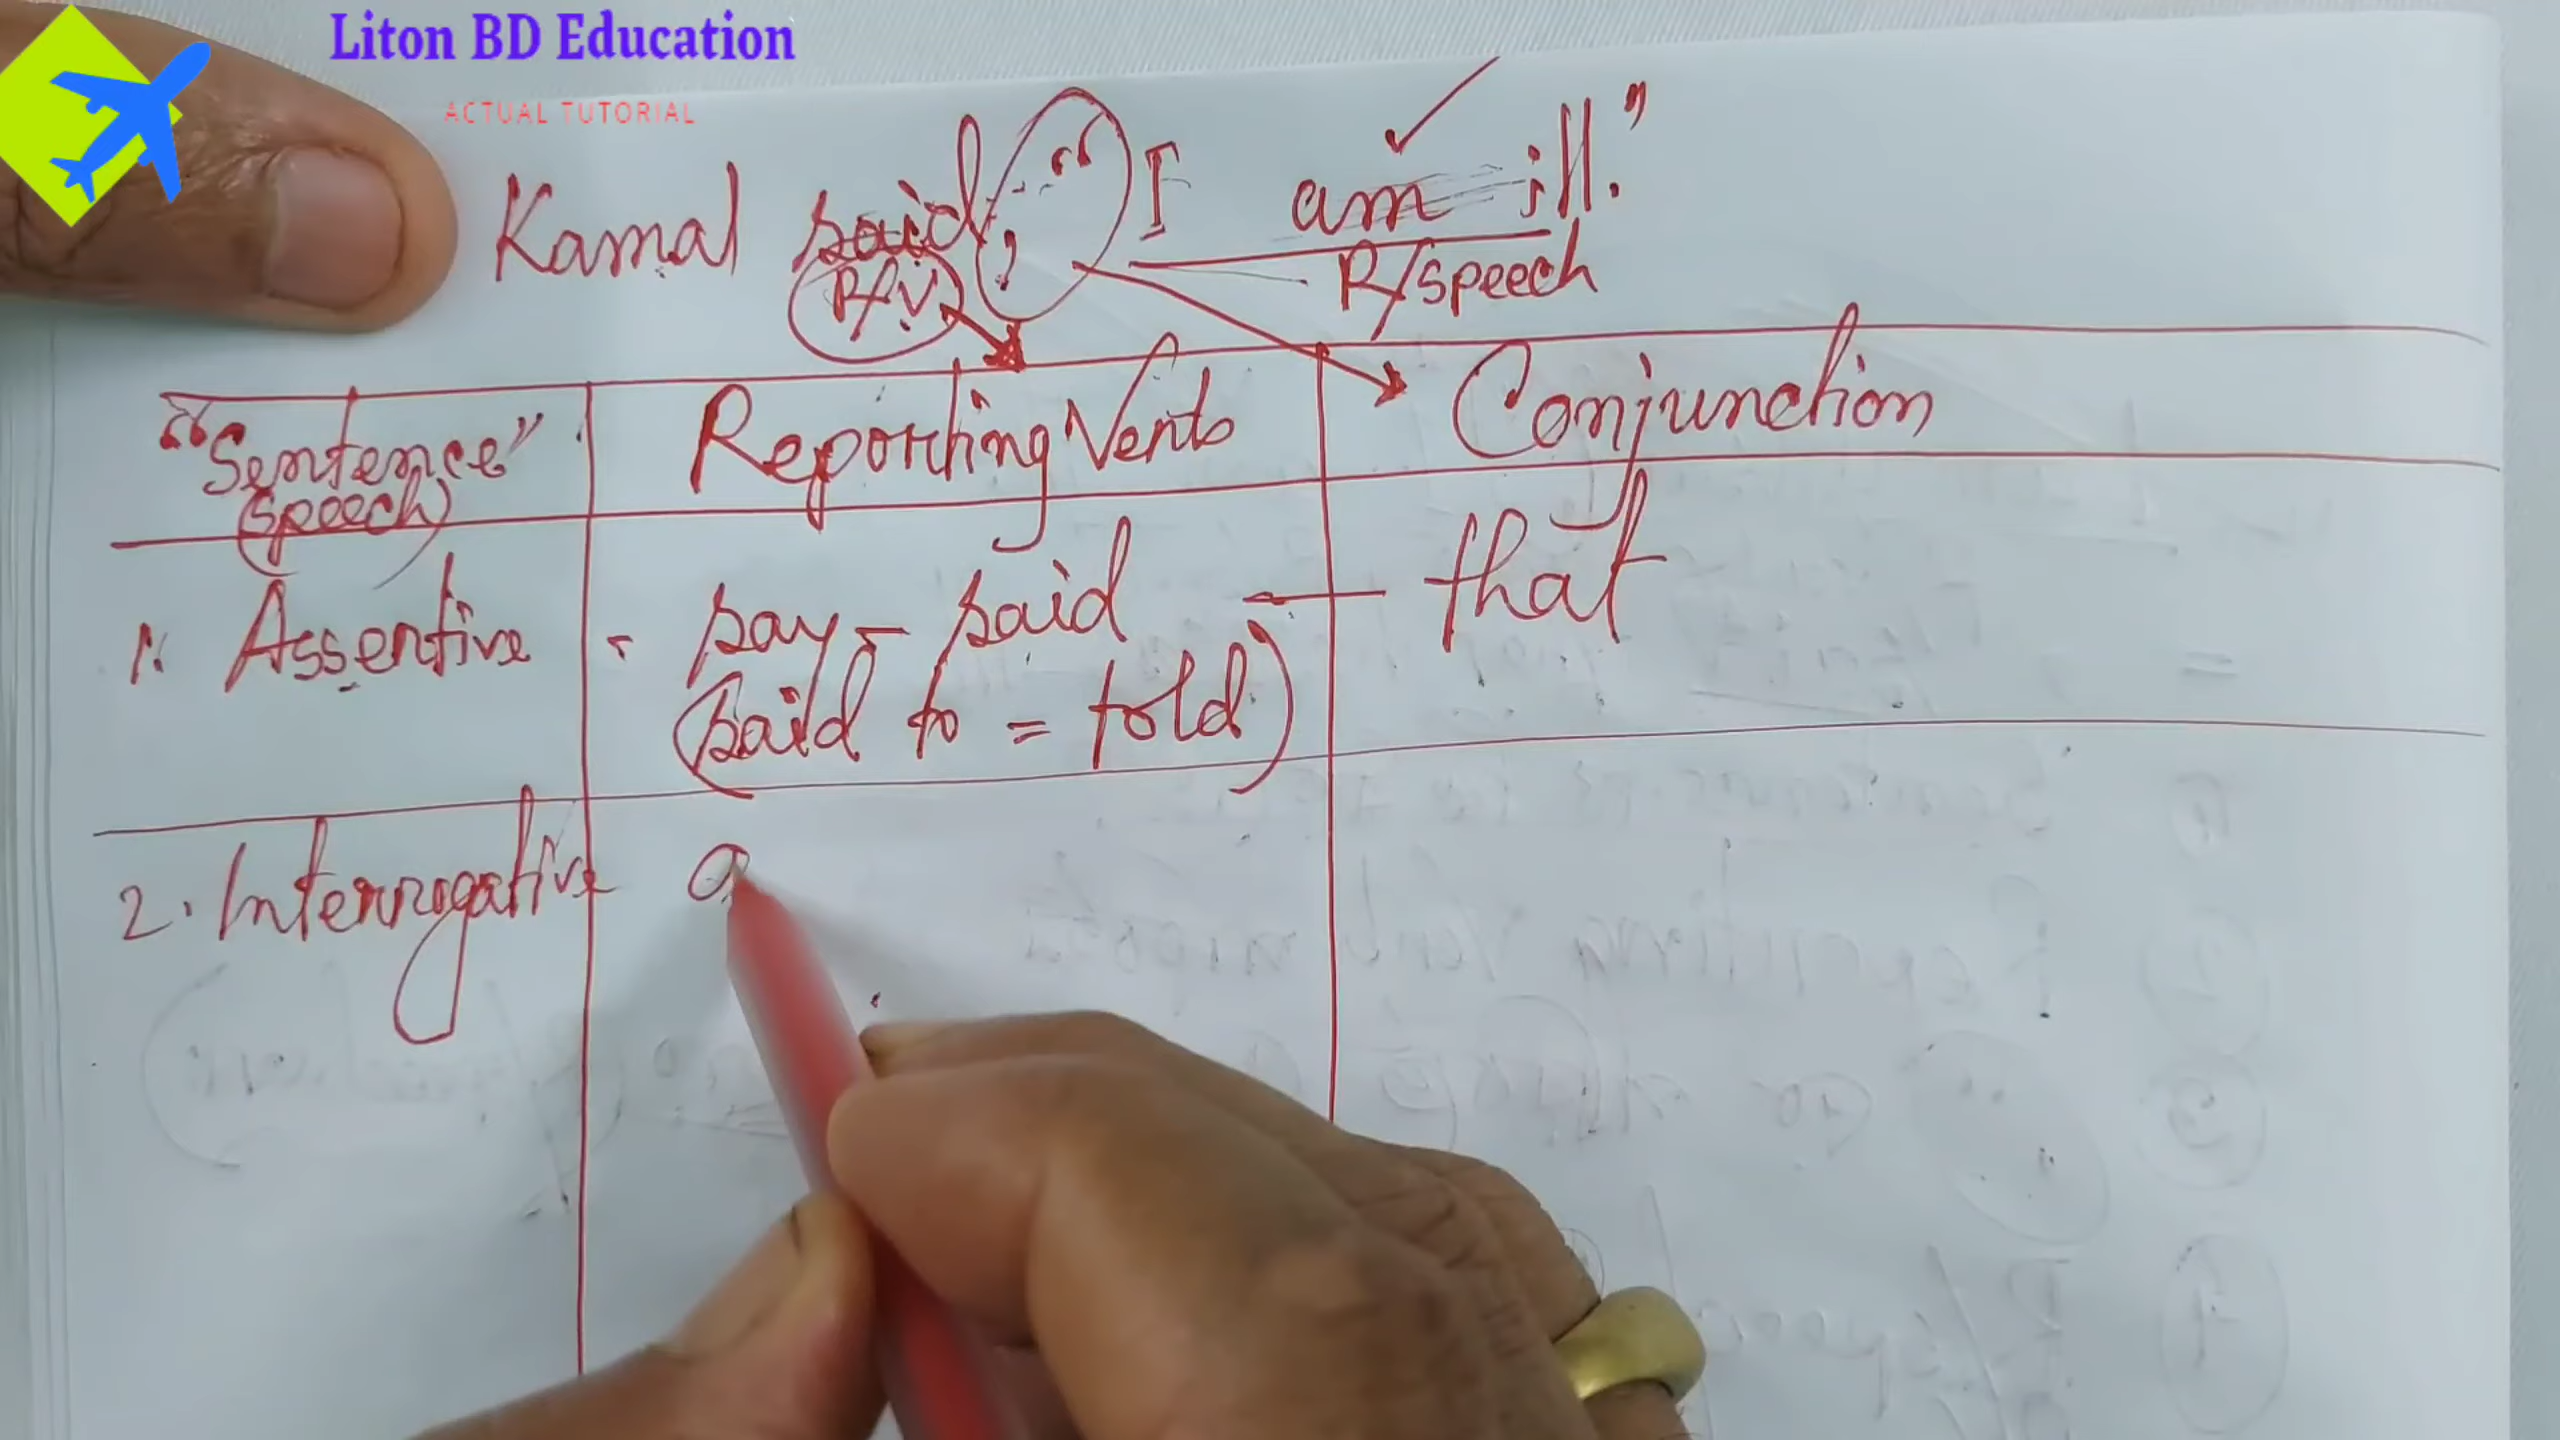 Liton BD Education
ACTUAL TUTORIAL
Kamal said, "I am ill."
R/V
R/speech
"Sentence" Reporting Verb Conjunction
(speech)
1. Assertive - say - said - that
(said to = told)
2. Interrogative a